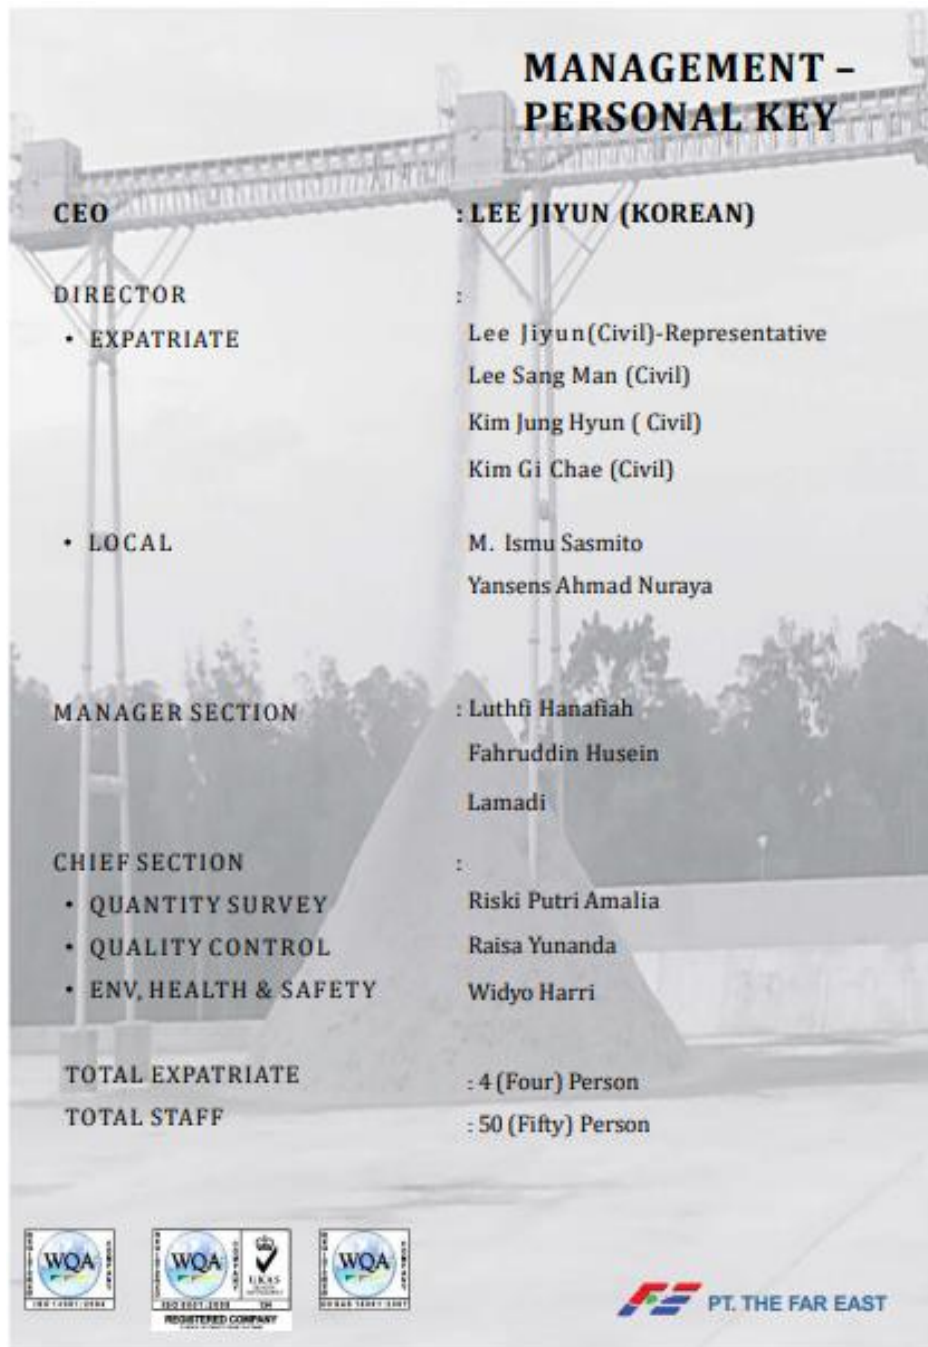 MANAGEMENT –
PERSONAL KEY
CEO : LEE JIYUN (KOREAN)
DIRECTOR :
• EXPATRIATE Lee Jiyun(Civil)-Representative
Lee Sang Man (Civil)
Kim Jung Hyun ( Civil)
Kim Gi Chae (Civil)
• LOCAL M. Ismu Sasmito
Yansens Ahmad Nuraya
MANAGER SECTION : Luthfi Hanafiah
Fahruddin Husein
Lamadi
CHIEF SECTION :
• QUANTITY SURVEY Riski Putri Amalia
• QUALITY CONTROL Raisa Yunanda
• ENV, HEALTH & SAFETY Widyo Harri
TOTAL EXPATRIATE : 4 (Four) Person
TOTAL STAFF : 50 (Fifty) Person
WQA WQA UKAS WQA
REGISTERED COMPANY
PT. THE FAR EAST